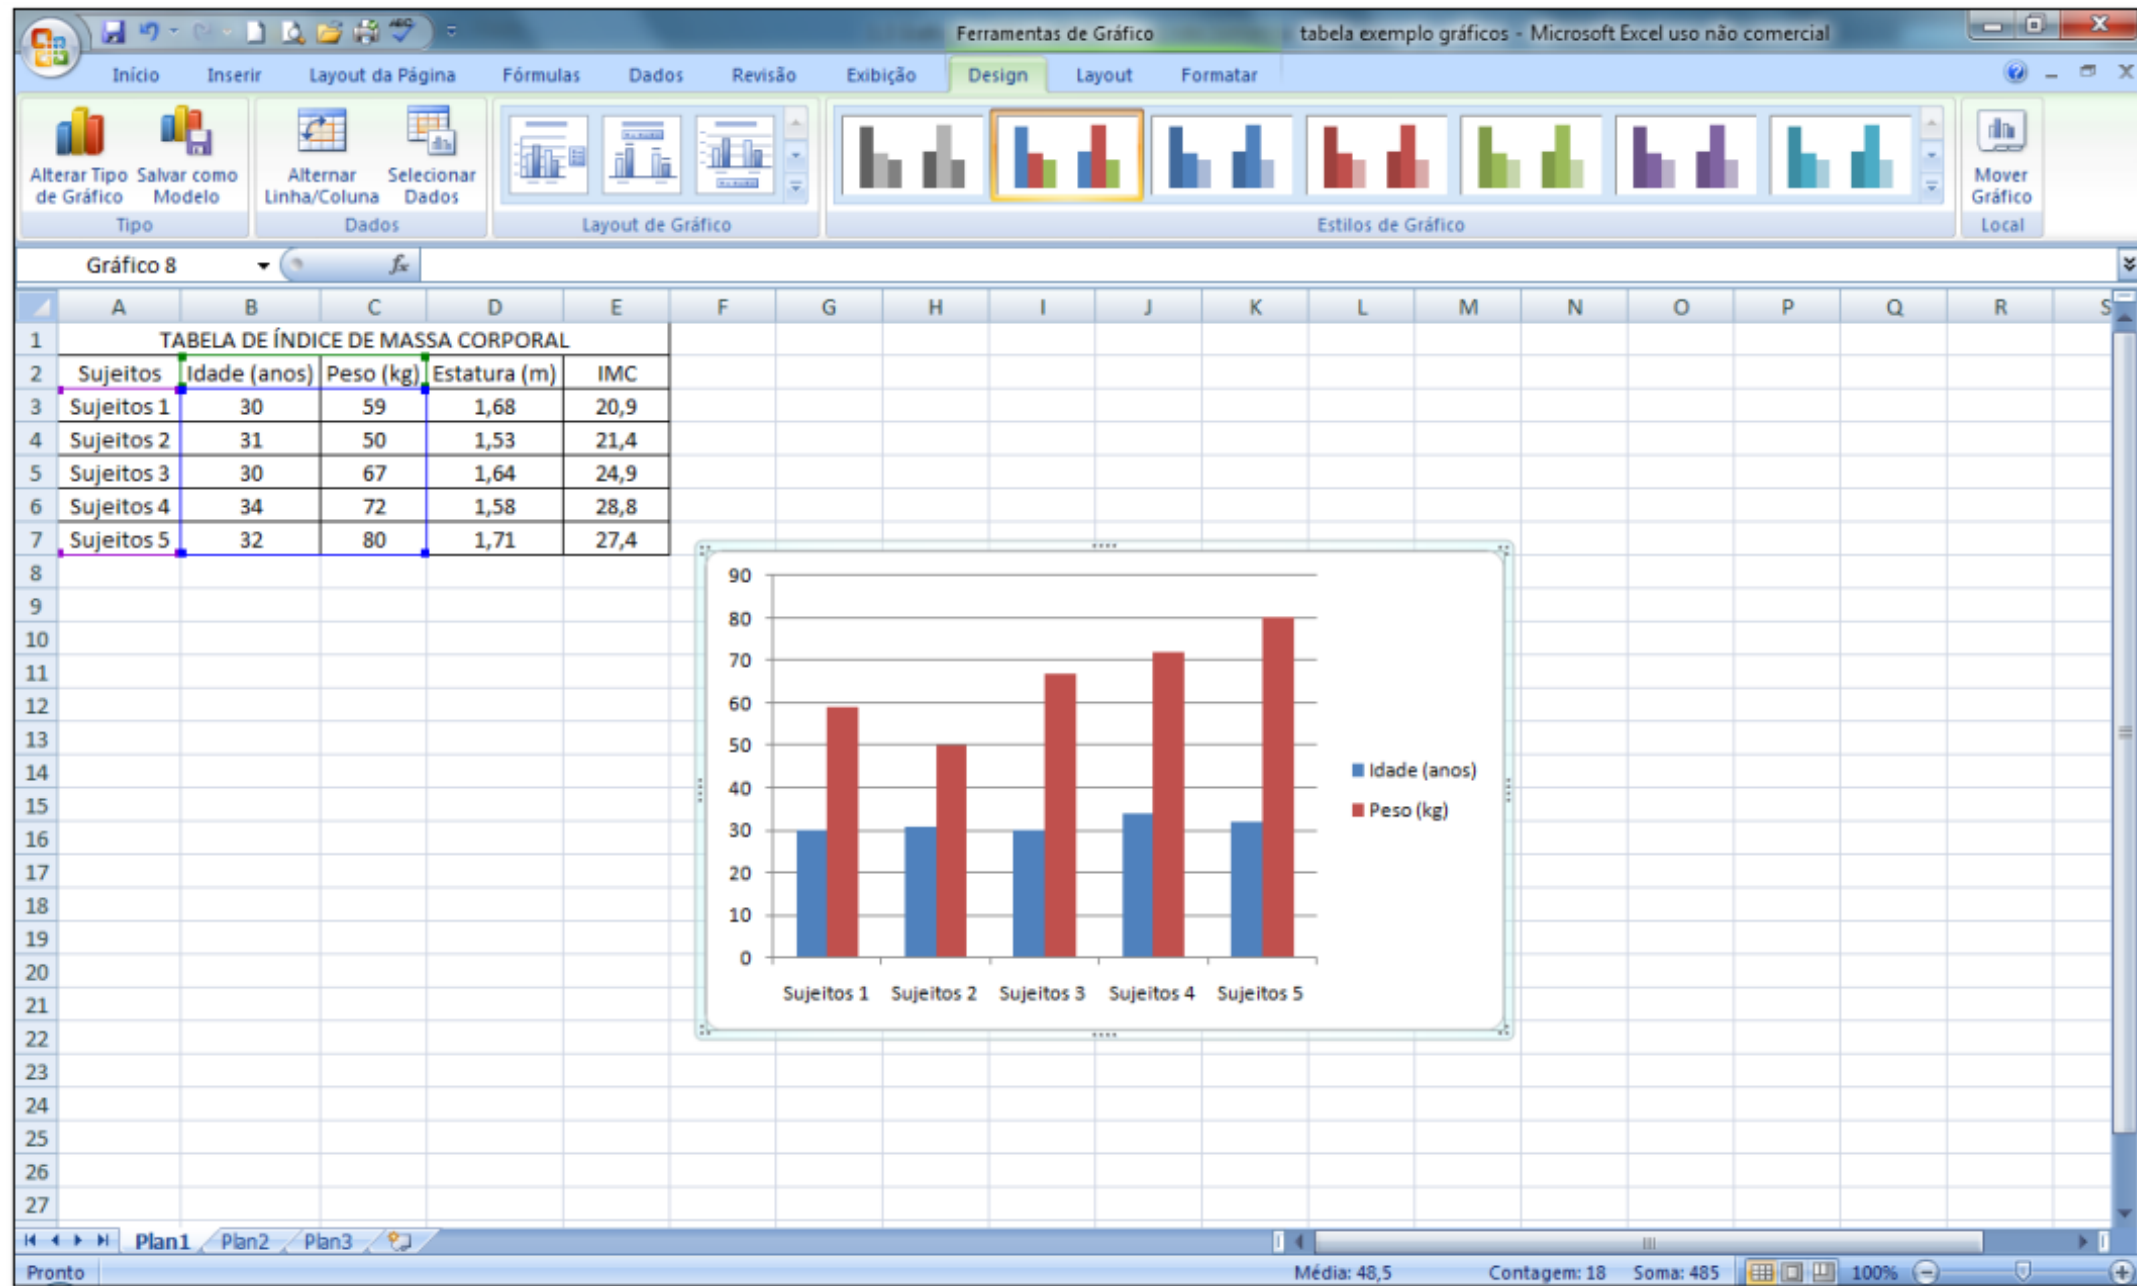 Ferramentas de Gráfico
tabela exemplo gráficos - Microsoft Excel uso não comercial
Início Inserir Layout da Página Fórmulas Dados Revisão Exibição Design Layout Formatar
Alterar Tipo de Gráfico
Salvar como Modelo
Alternar Linha/Coluna
Selecionar Dados
Mover Gráfico
Tipo Dados Layout de Gráfico Estilos de Gráfico Local
Gráfico 8 fx
A B C D E F G H I J K L M N O P Q R S
1 TABELA DE ÍNDICE DE MASSA CORPORAL
2 Sujeitos Idade (anos) Peso (kg) Estatura (m) IMC
3 Sujeitos 1 30 59 1,68 20,9
4 Sujeitos 2 31 50 1,53 21,4
5 Sujeitos 3 30 67 1,64 24,9
6 Sujeitos 4 34 72 1,58 28,8
7 Sujeitos 5 32 80 1,71 27,4
8
9
10
11
12
13
14
15
16
17
18
19
20
21
22
23
24
25
26
27
90
80
70
60
50
40
30
20
10
0
Sujeitos 1 Sujeitos 2 Sujeitos 3 Sujeitos 4 Sujeitos 5
Idade (anos)
Peso (kg)
Plan1 Plan2 Plan3
Pronto Média: 48,5 Contagem: 18 Soma: 485 100%